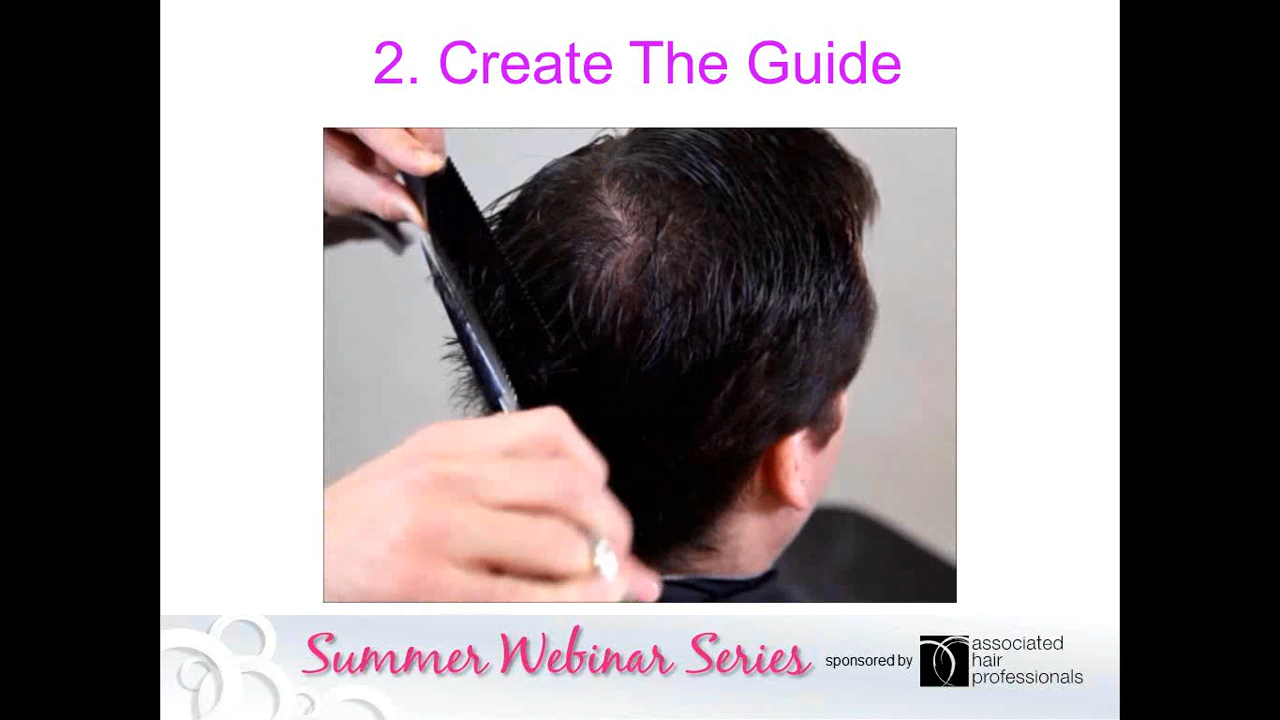 2. Create The Guide
Summer Webinar Series
sponsored by
associated
hair
professionals